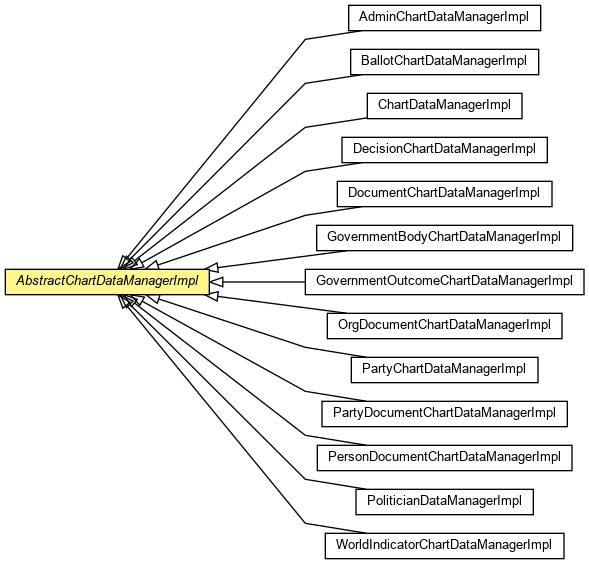 AdminChartDataManagerImpl
BallotChartDataManagerImpl
ChartDataManagerImpl
DecisionChartDataManagerImpl
DocumentChartDataManagerImpl
GovernmentBodyChartDataManagerImpl
AbstractChartDataManagerImpl
GovernmentOutcomeChartDataManagerImpl
OrgDocumentChartDataManagerImpl
PartyChartDataManagerImpl
PartyDocumentChartDataManagerImpl
PersonDocumentChartDataManagerImpl
PoliticianDataManagerImpl
WorldIndicatorChartDataManagerImpl